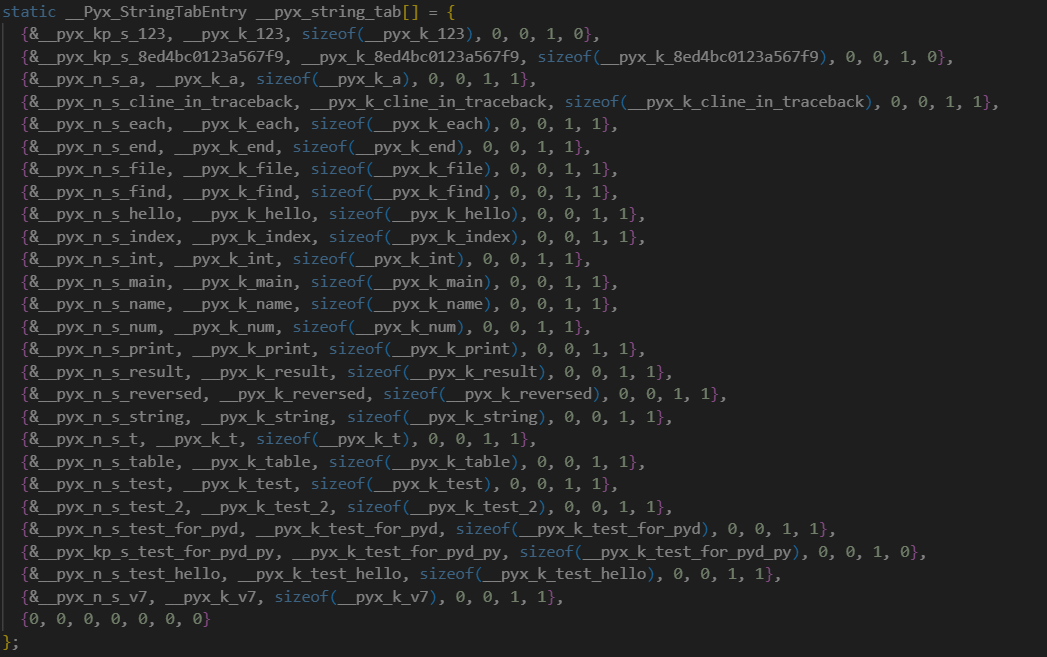 static __Pyx_StringTabEntry __pyx_string_tab[] = {
  {&__pyx_kp_s_123, __pyx_k_123, sizeof(__pyx_k_123), 0, 0, 1, 0},
  {&__pyx_kp_s_8ed4bc0123a567f9, __pyx_k_8ed4bc0123a567f9, sizeof(__pyx_k_8ed4bc0123a567f9), 0, 0, 1, 0},
  {&__pyx_n_s_a, __pyx_k_a, sizeof(__pyx_k_a), 0, 0, 1, 1},
  {&__pyx_n_s_cline_in_traceback, __pyx_k_cline_in_traceback, sizeof(__pyx_k_cline_in_traceback), 0, 0, 1, 1},
  {&__pyx_n_s_each, __pyx_k_each, sizeof(__pyx_k_each), 0, 0, 1, 1},
  {&__pyx_n_s_end, __pyx_k_end, sizeof(__pyx_k_end), 0, 0, 1, 1},
  {&__pyx_n_s_file, __pyx_k_file, sizeof(__pyx_k_file), 0, 0, 1, 1},
  {&__pyx_n_s_find, __pyx_k_find, sizeof(__pyx_k_find), 0, 0, 1, 1},
  {&__pyx_n_s_hello, __pyx_k_hello, sizeof(__pyx_k_hello), 0, 0, 1, 1},
  {&__pyx_n_s_index, __pyx_k_index, sizeof(__pyx_k_index), 0, 0, 1, 1},
  {&__pyx_n_s_int, __pyx_k_int, sizeof(__pyx_k_int), 0, 0, 1, 1},
  {&__pyx_n_s_main, __pyx_k_main, sizeof(__pyx_k_main), 0, 0, 1, 1},
  {&__pyx_n_s_name, __pyx_k_name, sizeof(__pyx_k_name), 0, 0, 1, 1},
  {&__pyx_n_s_num, __pyx_k_num, sizeof(__pyx_k_num), 0, 0, 1, 1},
  {&__pyx_n_s_print, __pyx_k_print, sizeof(__pyx_k_print), 0, 0, 1, 1},
  {&__pyx_n_s_result, __pyx_k_result, sizeof(__pyx_k_result), 0, 0, 1, 1},
  {&__pyx_n_s_reversed, __pyx_k_reversed, sizeof(__pyx_k_reversed), 0, 0, 1, 1},
  {&__pyx_n_s_string, __pyx_k_string, sizeof(__pyx_k_string), 0, 0, 1, 1},
  {&__pyx_n_s_t, __pyx_k_t, sizeof(__pyx_k_t), 0, 0, 1, 1},
  {&__pyx_n_s_table, __pyx_k_table, sizeof(__pyx_k_table), 0, 0, 1, 1},
  {&__pyx_n_s_test, __pyx_k_test, sizeof(__pyx_k_test), 0, 0, 1, 1},
  {&__pyx_n_s_test_2, __pyx_k_test_2, sizeof(__pyx_k_test_2), 0, 0, 1, 1},
  {&__pyx_n_s_test_for_pyd, __pyx_k_test_for_pyd, sizeof(__pyx_k_test_for_pyd), 0, 0, 1, 1},
  {&__pyx_kp_s_test_for_pyd_py, __pyx_k_test_for_pyd_py, sizeof(__pyx_k_test_for_pyd_py), 0, 0, 1, 0},
  {&__pyx_n_s_test_hello, __pyx_k_test_hello, sizeof(__pyx_k_test_hello), 0, 0, 1, 1},
  {&__pyx_n_s_v7, __pyx_k_v7, sizeof(__pyx_k_v7), 0, 0, 1, 1},
  {0, 0, 0, 0, 0, 0, 0}
};